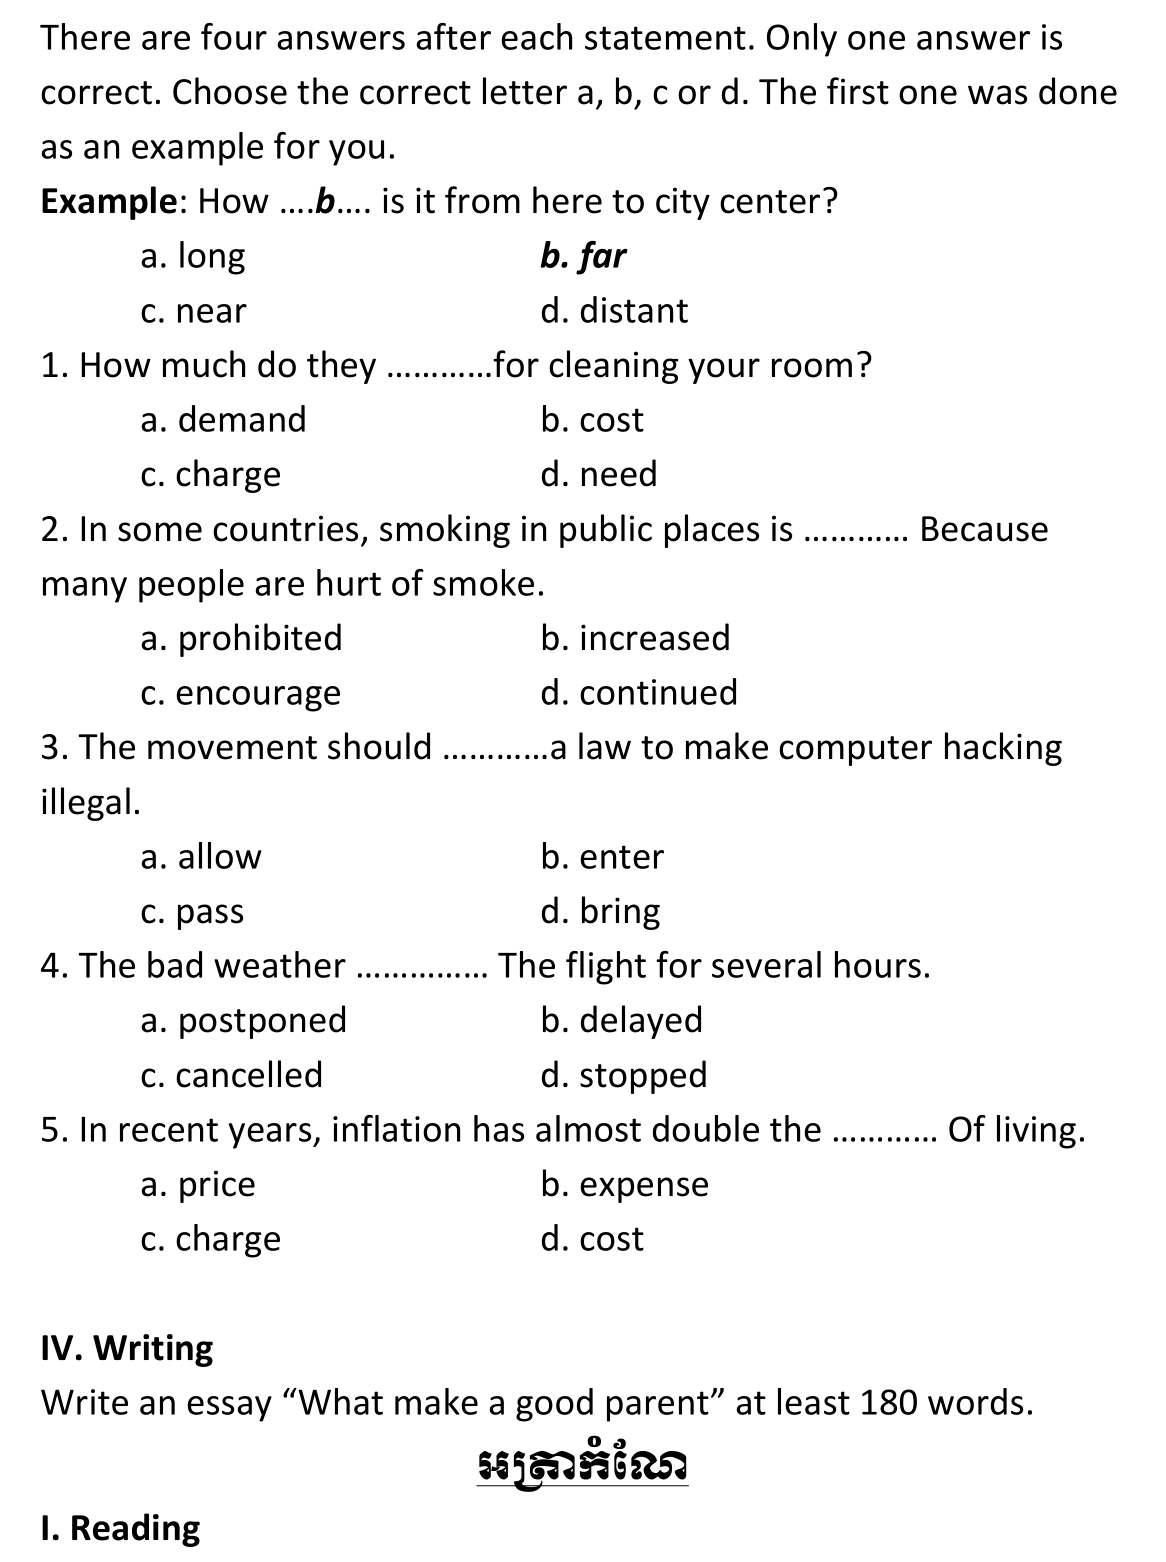 There are four answers after each statement. Only one answer is
correct. Choose the correct letter a, b, c or d. The first one was done
as an example for you.
Example: How ....b.... is it from here to city center?
a. long b. far
c. near d. distant
1. How much do they ............for cleaning your room?
a. demand b. cost
c. charge d. need
2. In some countries, smoking in public places is ............ Because
many people are hurt of smoke.
a. prohibited b. increased
c. encourage d. continued
3. The movement should ............a law to make computer hacking
illegal.
a. allow b. enter
c. pass d. bring
4. The bad weather ............... The flight for several hours.
a. postponed b. delayed
c. cancelled d. stopped
5. In recent years, inflation has almost double the ............ Of living.
a. price b. expense
c. charge d. cost
IV. Writing
Write an essay “What make a good parent” at least 180 words.
អត្រាកំណែ
I. Reading